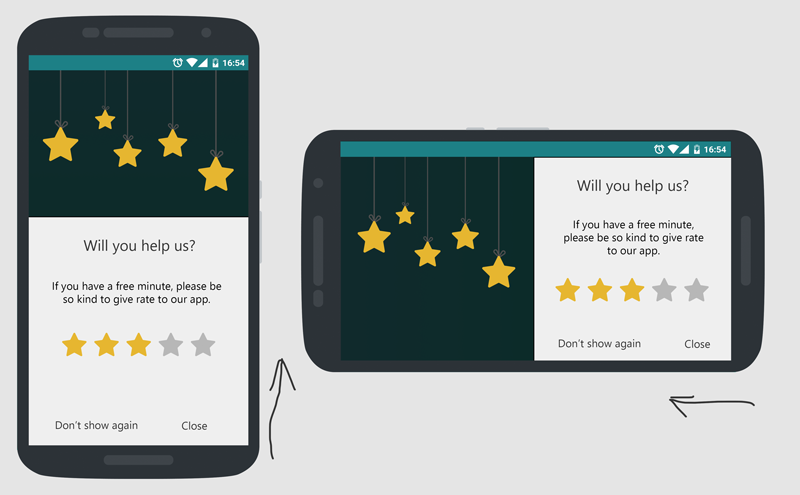 16:54
Will you help us?
If you have a free minute, please be
so kind to give rate to our app.
Don't show again
Close
16:54
Will you help us?
If you have a free minute,
please be so kind to give rate
to our app.
Don't show again
Close